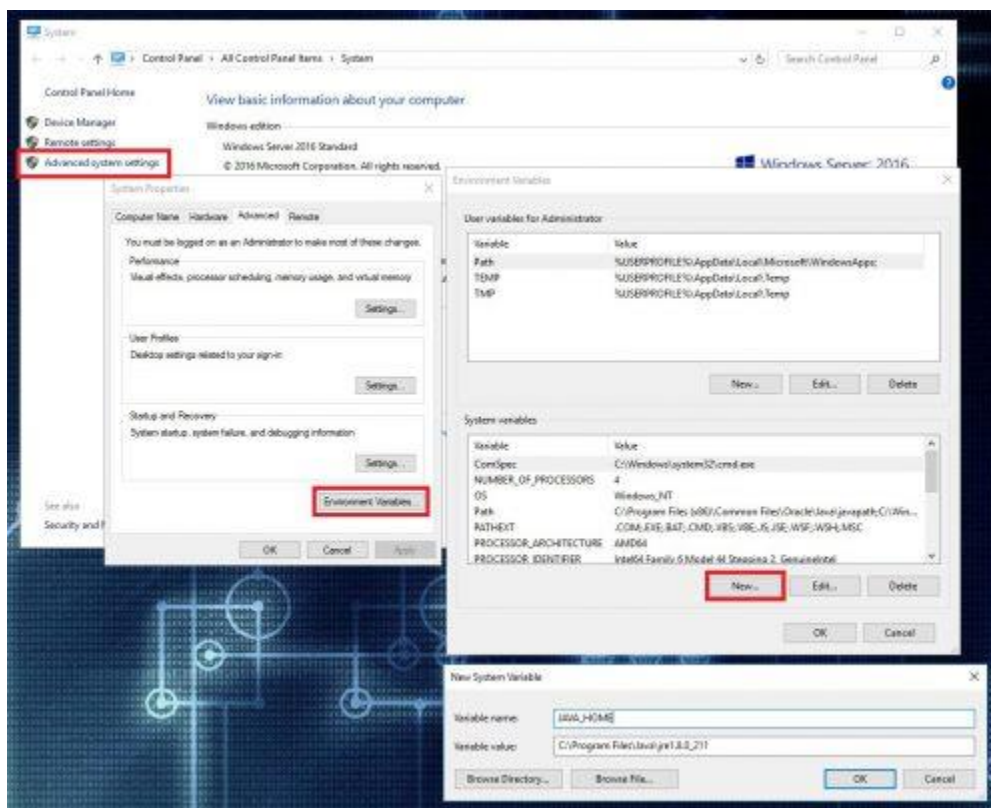 System
Control Panel › All Control Panel Items › System
Search Control Panel
Control Panel Home
View basic information about your computer
Device Manager
Windows edition
Remote settings
Windows Server 2016 Standard
Advanced system settings
© 2016 Microsoft Corporation. All rights reserved.
Windows Server 2016
System Properties
Computer Name Hardware Advanced Remote
You must be logged on as an Administrator to make most of these changes.
Performance
Visual effects, processor scheduling, memory usage, and virtual memory
Settings...
User Profiles
Desktop settings related to your sign-in
Settings...
Startup and Recovery
System startup, system failure, and debugging information
Settings...
Environment Variables...
OK Cancel Apply
See also
Security and
Environment Variables
User variables for Administrator
Variable Value
Path %USERPROFILE%\AppData\Local\Microsoft\WindowsApps;
TEMP %USERPROFILE%\AppData\Local\Temp
TMP %USERPROFILE%\AppData\Local\Temp
New... Edit... Delete
System variables
Variable Value
ComSpec C:\Windows\system32\cmd.exe
NUMBER_OF_PROCESSORS 4
OS Windows_NT
Path C:\Program Files (x86)\Common Files\Oracle\Java\javapath;C:\Win...
PATHEXT .COM;.EXE;.BAT;.CMD;.VBS;.VBE;.JS;.JSE;.WSF;.WSH;.MSC
PROCESSOR_ARCHITECTURE AMD64
PROCESSOR_IDENTIFIER Intel64 Family 6 Model 44 Stepping 2, GenuineIntel
New... Edit... Delete
OK Cancel
New System Variable
Variable name: JAVA_HOME
Variable value: C:\Program Files\Java\jre1.8.0_211
Browse Directory... Browse File... OK Cancel